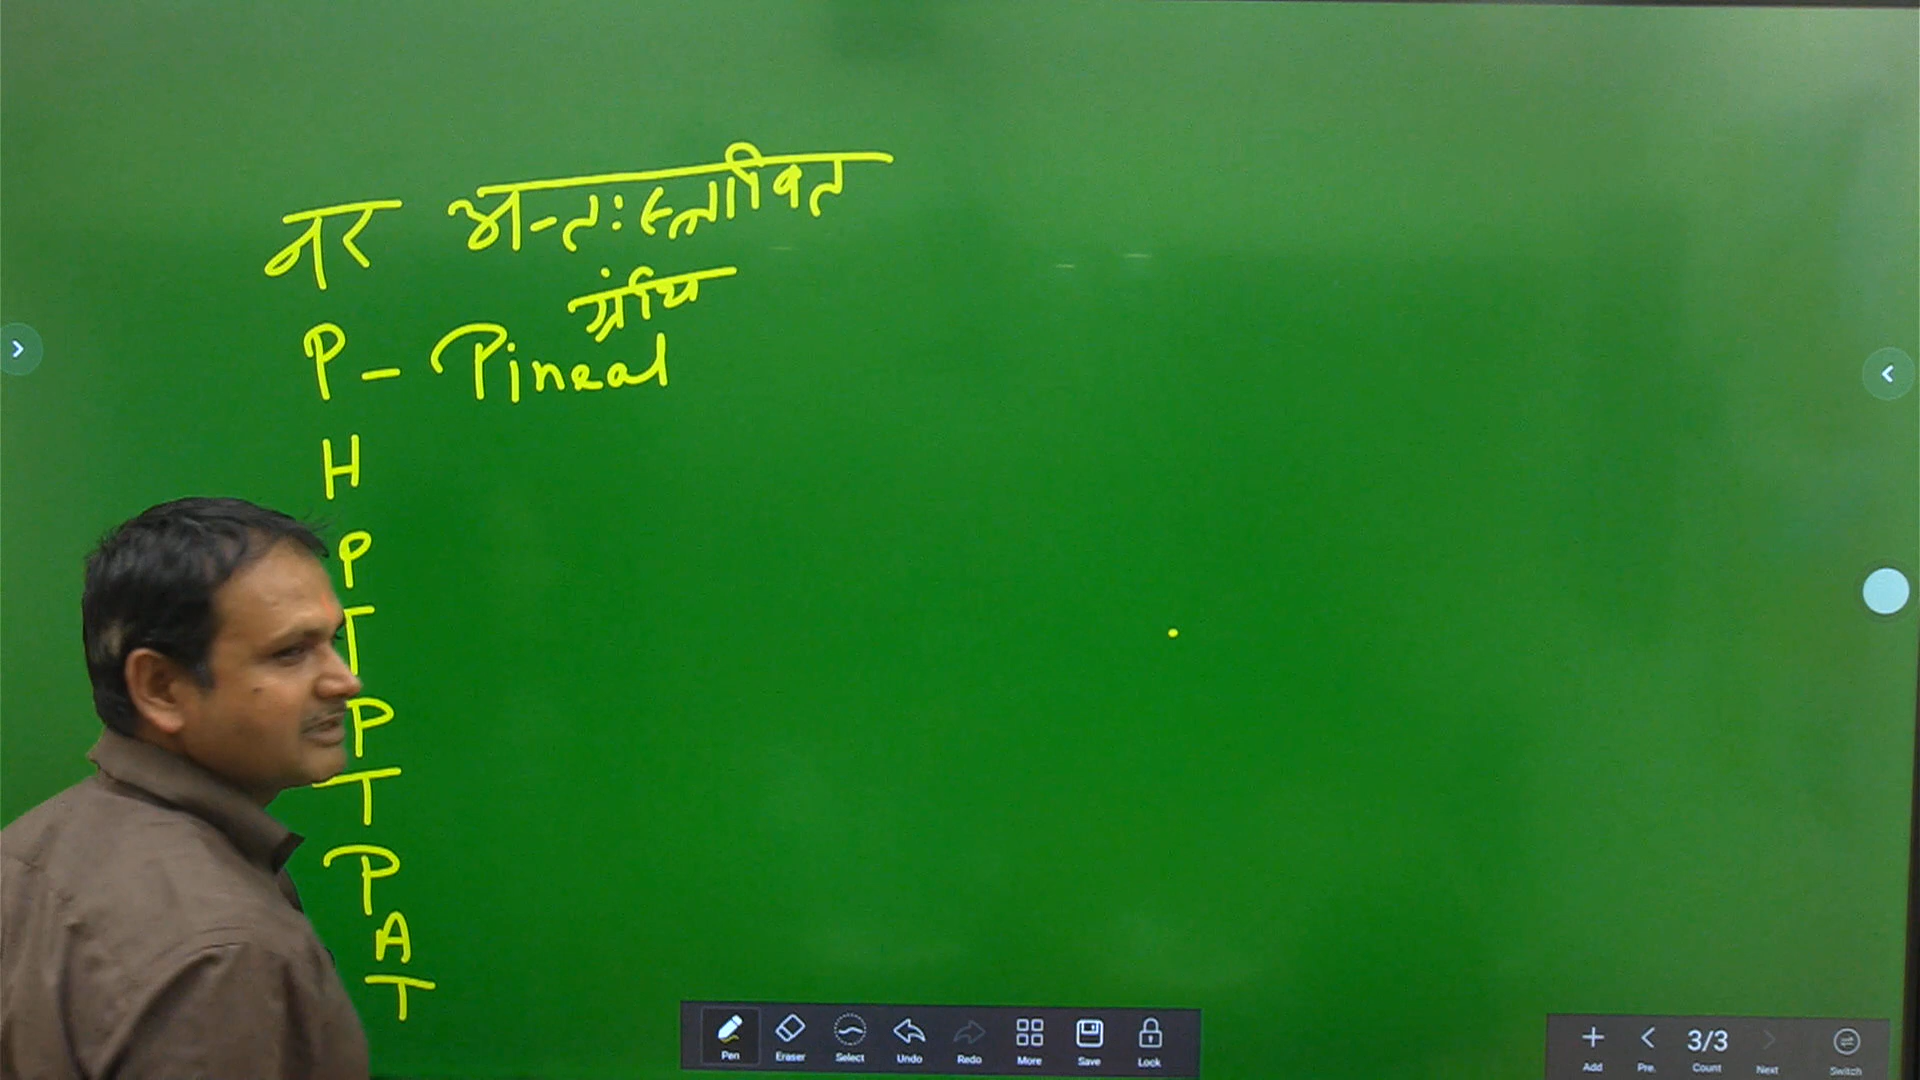 नर अन्तःस्त्रावित
ग्रंथि
P - Pineal
H
P
T
P
T
P
A
T
Pen Eraser Select Undo Redo More Save Lock
3/3
Add Pre. Count Next Switch